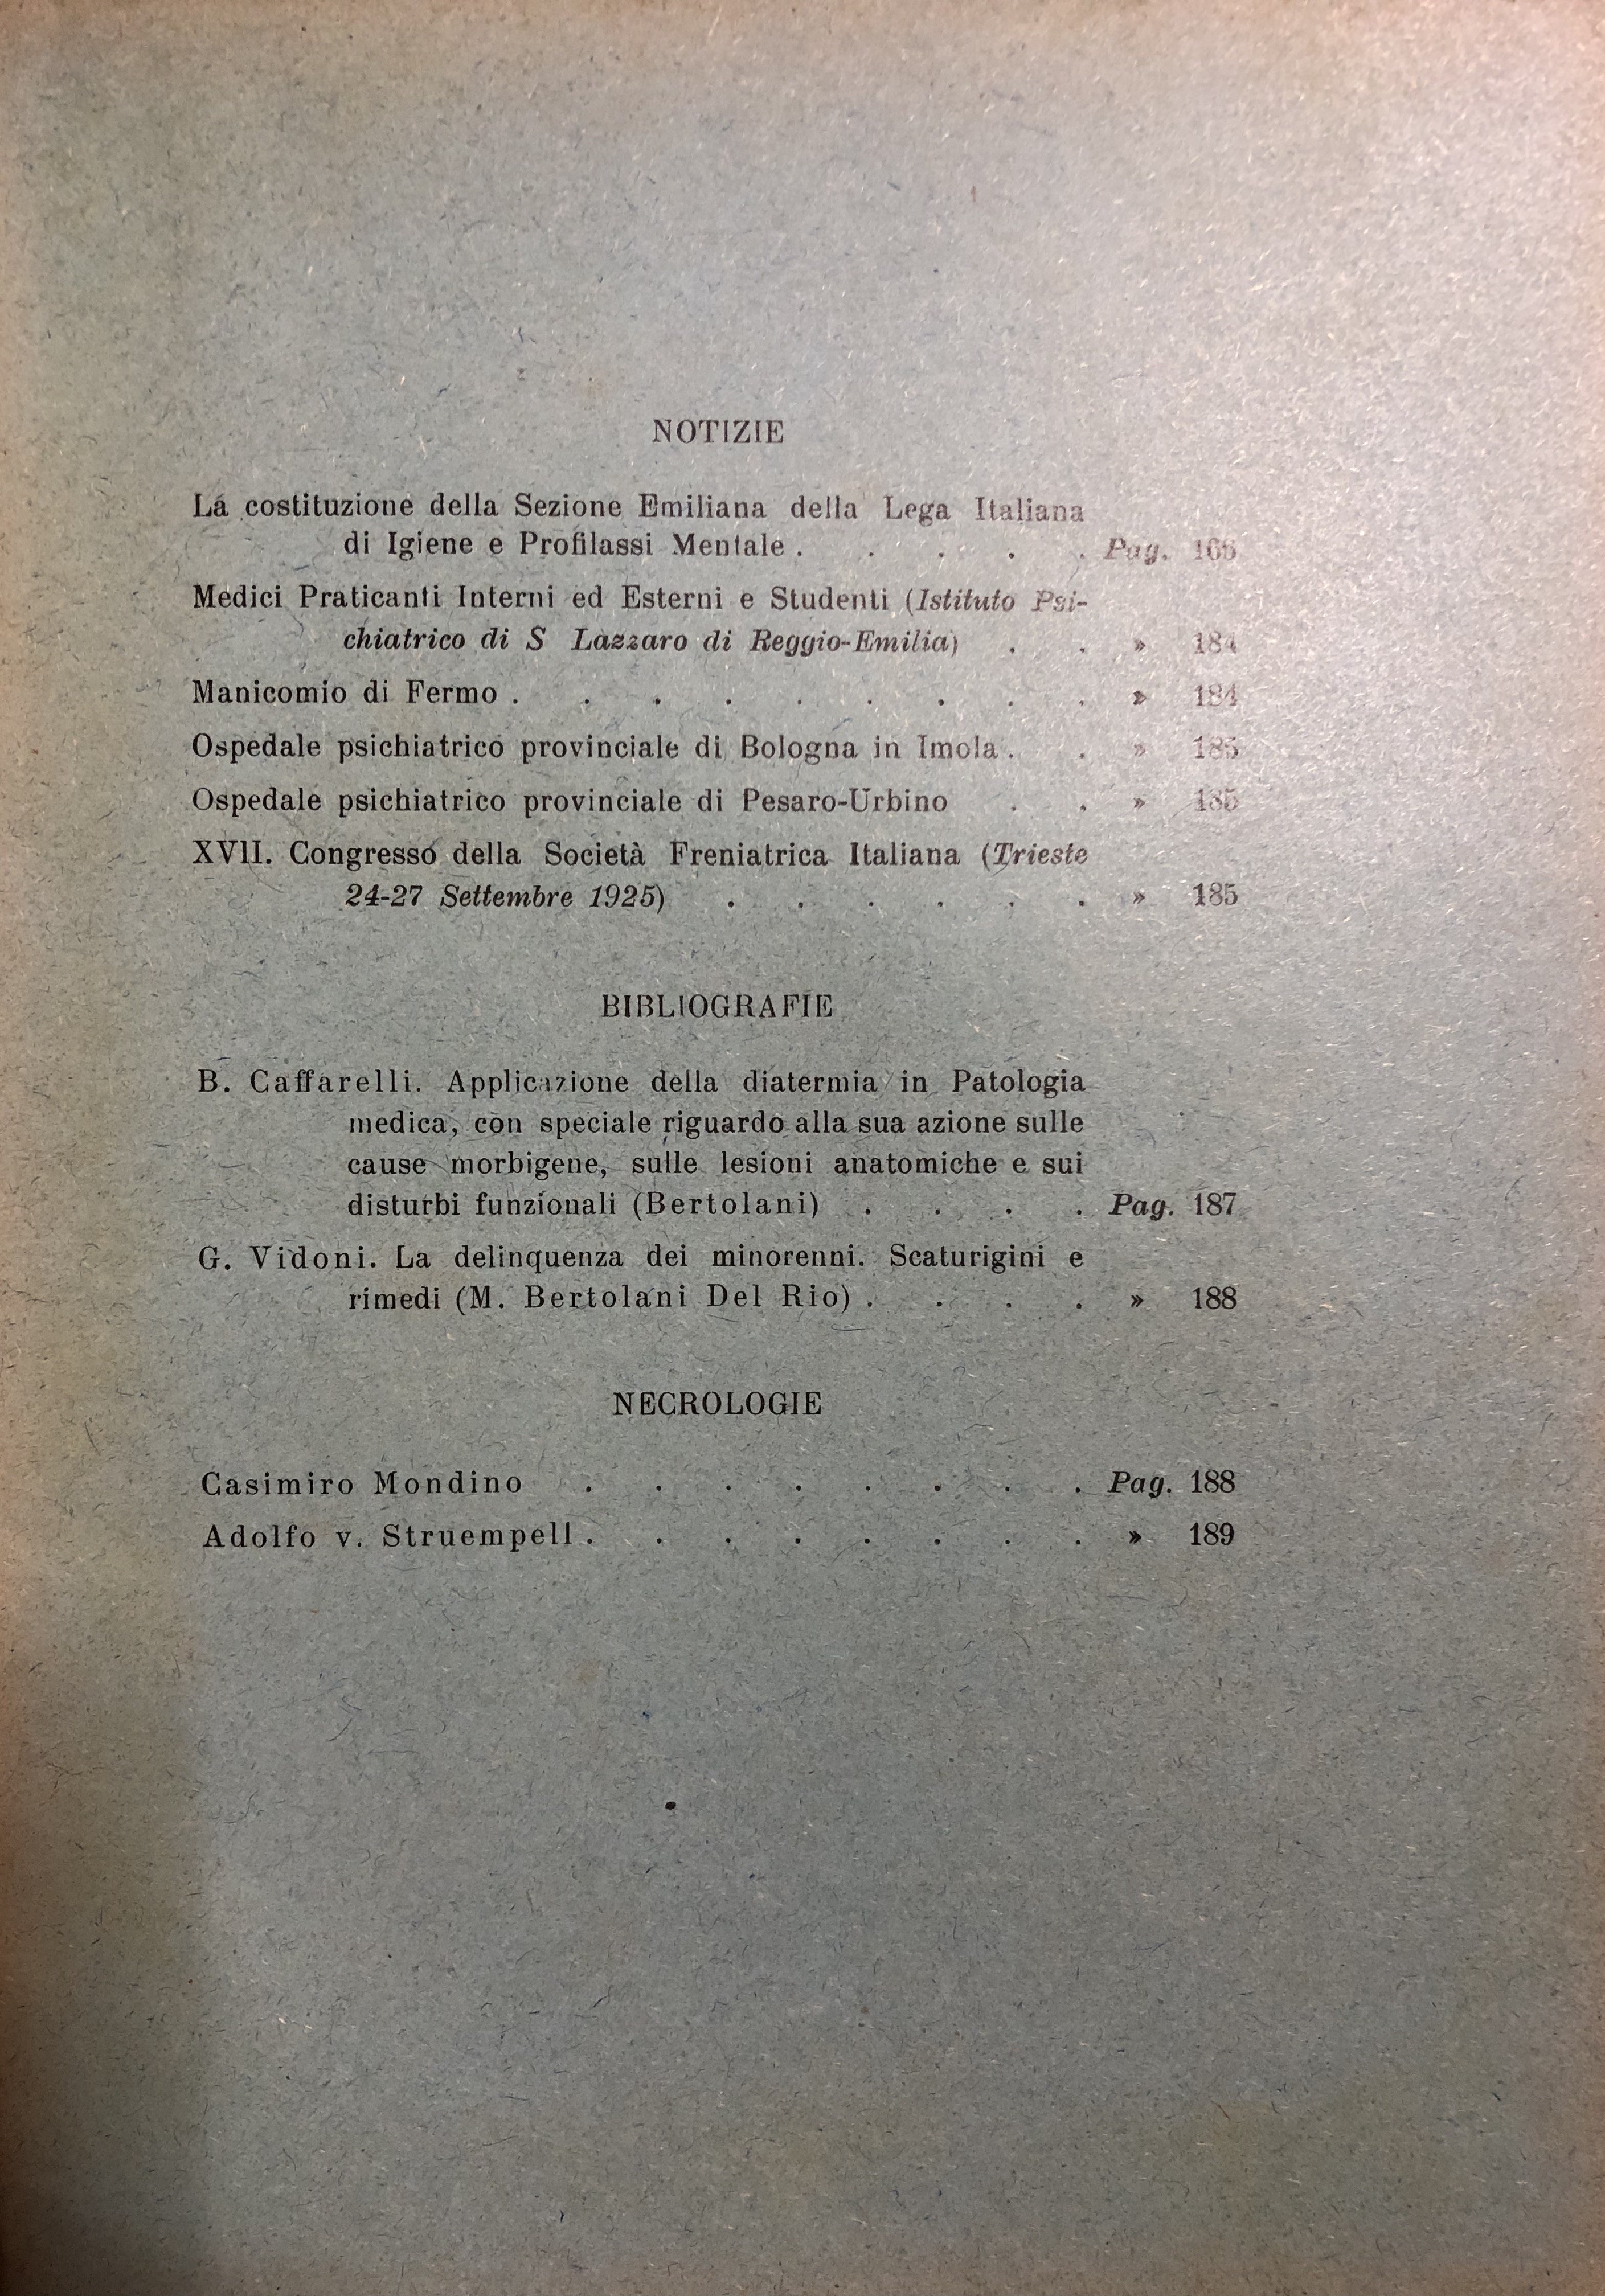 NOTIZIE
La costituzione della Sezione Emiliana della Lega Italiana
di Igiene e Profilassi Mentale . . . . . Pag.
Medici Praticanti Interni ed Esterni e Studenti (Istituto Psi-
chiatrico di S Lazzaro di Reggio-Emilia) . . » 184
Manicomio di Fermo . . . . . . . . . » 184
Ospedale psichiatrico provinciale di Bologna in Imola . . » 185
Ospedale psichiatrico provinciale di Pesaro-Urbino . . » 185
XVII. Congresso della Società Freniatrica Italiana (Trieste
24-27 Settembre 1925) . . . . . . » 185
BIBLIOGRAFIE
B. Caffarelli. Applicazione della diatermia in Patologia
medica, con speciale riguardo alla sua azione sulle
cause morbigene, sulle lesioni anatomiche e sui
disturbi funzionali (Bertolani) . . . . Pag. 187
G. Vidoni. La delinquenza dei minorenni. Scaturigini e
rimedi (M. Bertolani Del Rio) . . . . » 188
NECROLOGIE
Casimiro Mondino . . . . . . . . Pag. 188
Adolfo v. Struempell . . . . . . . . » 189